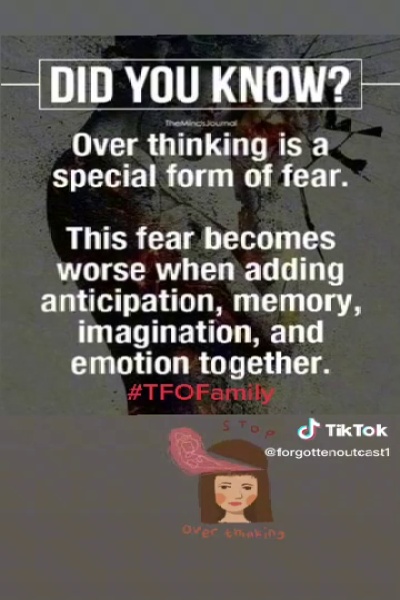 DID YOU KNOW?
TheMindsJournal
Over thinking is a
special form of fear.
This fear becomes
worse when adding
anticipation, memory,
imagination, and
emotion together.
#TFOFamily
STOP
TikTok
@forgottenoutcast1
over thinking